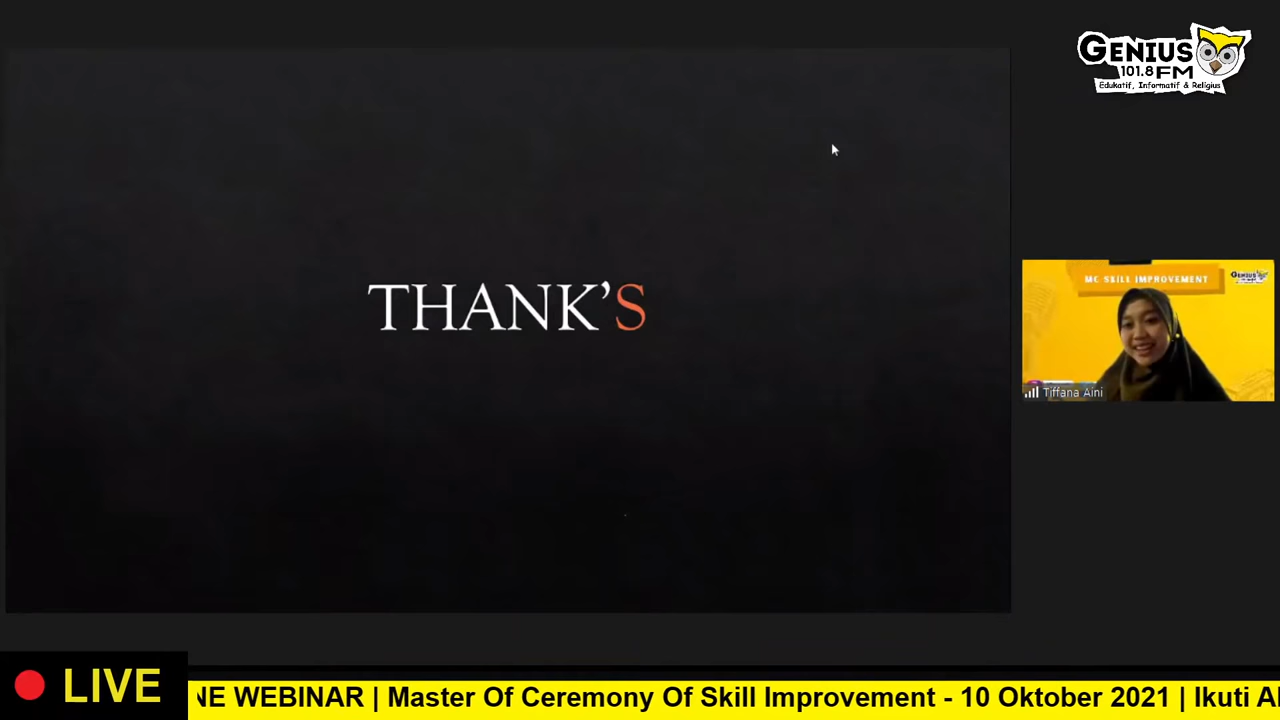 GENIUS
101.8 FM
Edukatif, Informatif & Religius
THANK’S
MC SKILL IMPROVEMENT
GENIUS
Tiffana Aini
LIVE
NE WEBINAR | Master Of Ceremony Of Skill Improvement - 10 Oktober 2021 | Ikuti A